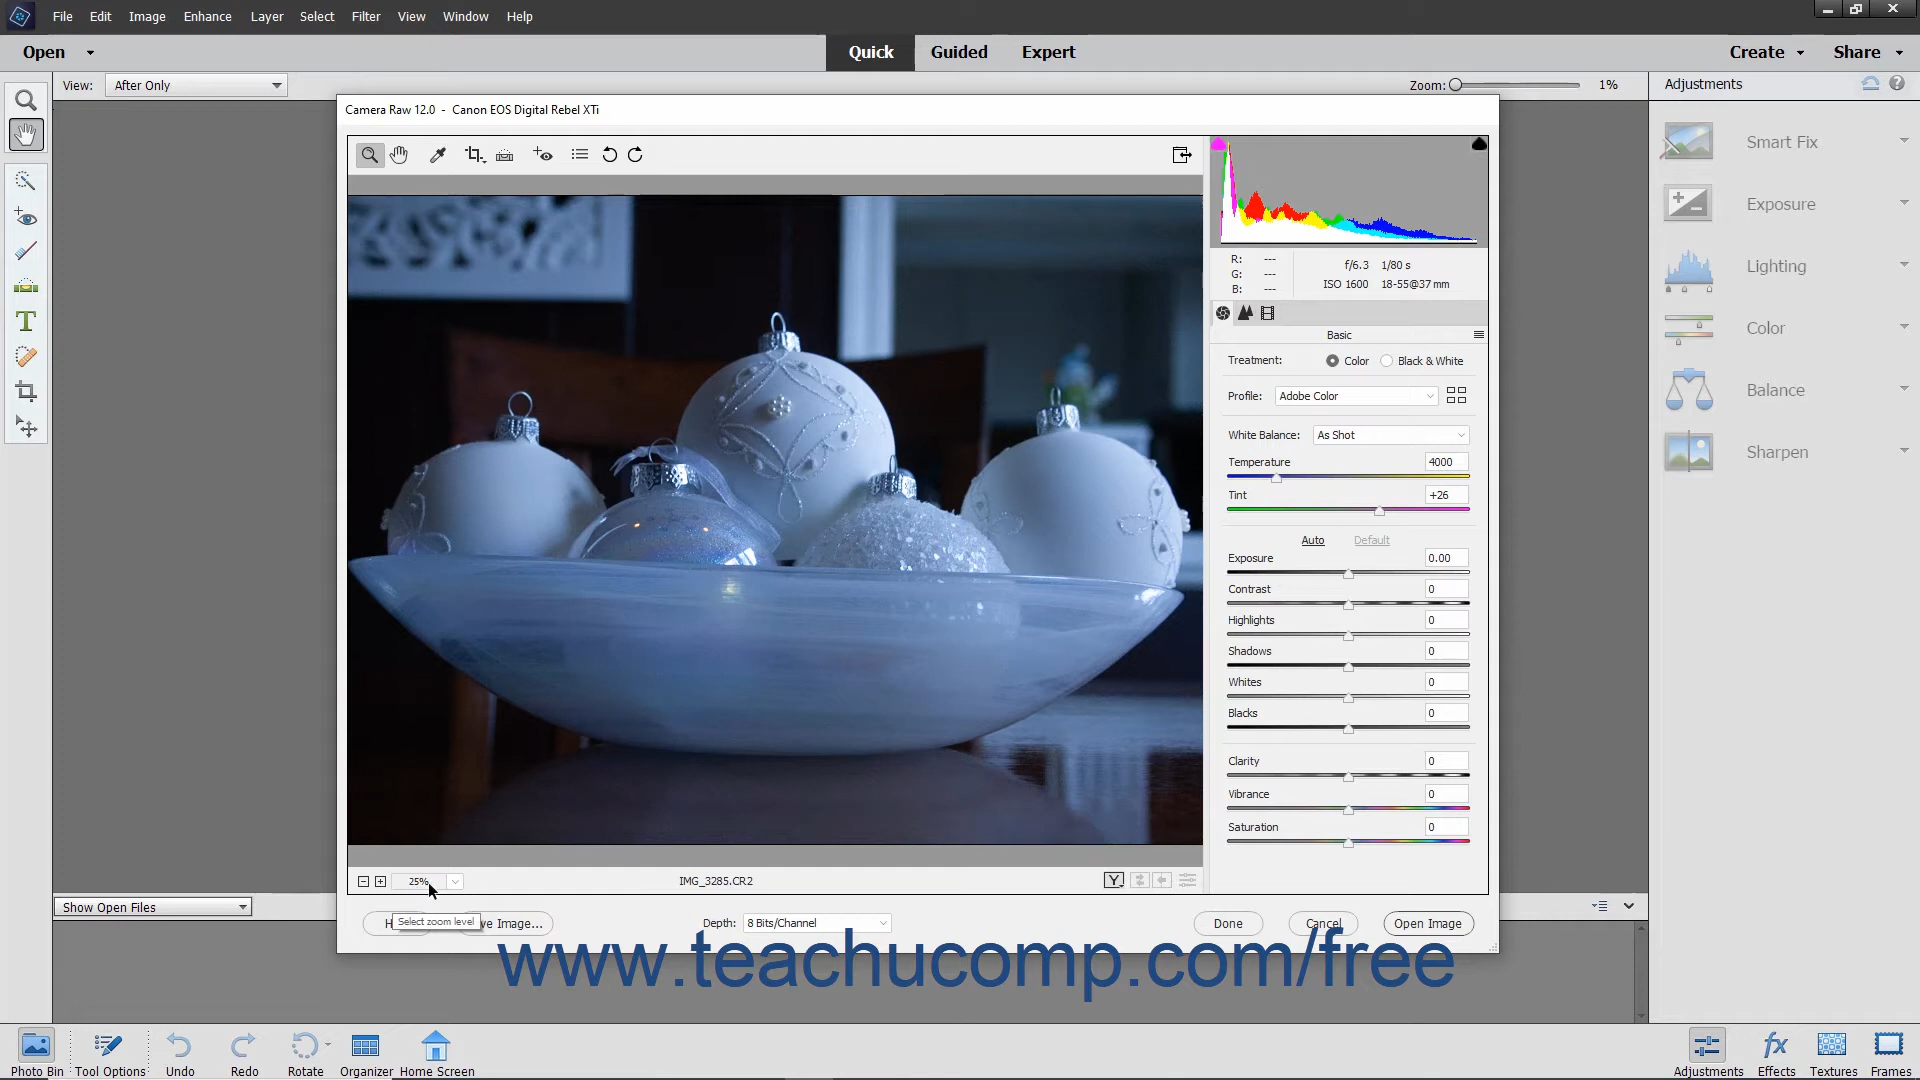 File Edit Image Enhance Layer Select Filter View Window Help
Open Quick Guided Expert Create Share
View: After Only Zoom: 1% Adjustments
Camera Raw 12.0 - Canon EOS Digital Rebel XTi
Smart Fix
Exposure
Lighting
Color
Balance
Sharpen
R: ---
G: ---
B: ---
f/6.3 1/80 s
ISO 1600 18-55@37 mm
Basic
Treatment: Color Black & White
Profile: Adobe Color
White Balance: As Shot
Temperature 4000
Tint +26
Auto Default
Exposure 0.00
Contrast 0
Highlights 0
Shadows 0
Whites 0
Blacks 0
Clarity 0
Vibrance 0
Saturation 0
25% IMG_3285.CR2 Y
Show Open Files
Select zoom level Image... Depth: 8 Bits/Channel Done Cancel Open Image
www.teachucomp.com/free
Photo Bin Tool Options Undo Redo Rotate Organizer Home Screen Adjustments Effects Textures Frames
T
fx